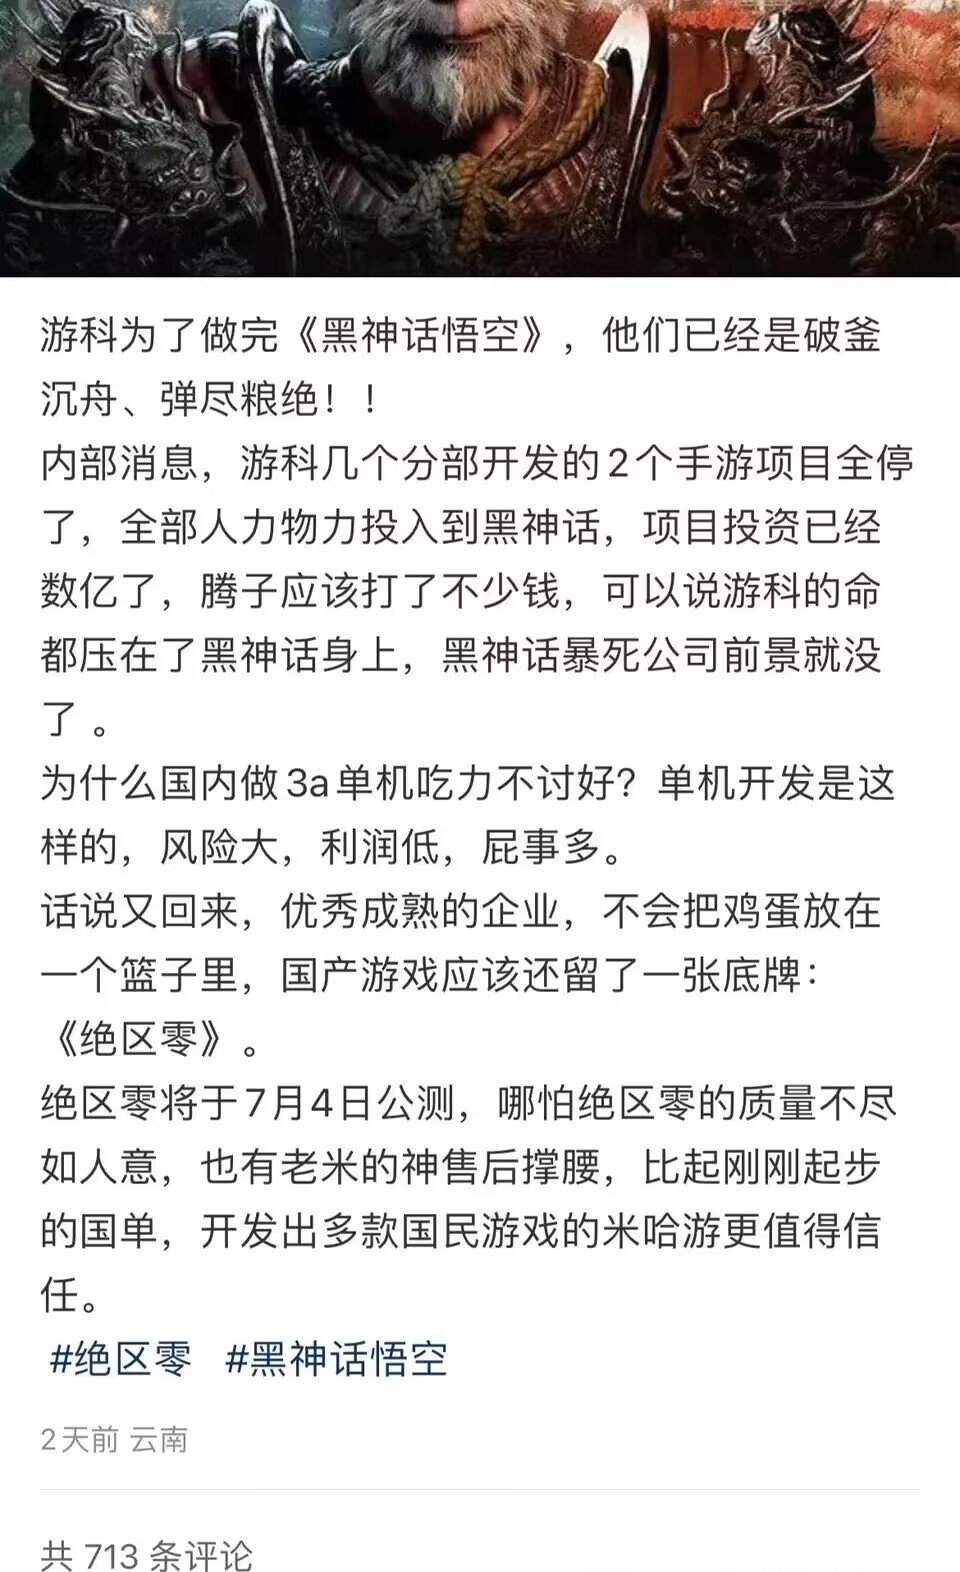 游科为了做完《黑神话悟空》，他们已经是破釜
沉舟、弹尽粮绝！！
内部消息，游科几个分部开发的2个手游项目全停
了，全部人力物力投入到黑神话，项目投资已经
数亿了，腾子应该打了不少钱，可以说游科的命
都压在了黑神话身上，黑神话暴死公司前景就没
了 。
为什么国内做3a单机吃力不讨好？单机开发是这
样的，风险大，利润低，屁事多。
话说又回来，优秀成熟的企业，不会把鸡蛋放在
一个篮子里，国产游戏应该还留了一张底牌：
《绝区零》。
绝区零将于7月4日公测，哪怕绝区零的质量不尽
如人意，也有老米的神售后撑腰，比起刚刚起步
的国单，开发出多款国民游戏的米哈游更值得信
任。
#绝区零 #黑神话悟空
2天前 云南
共 713 条评论